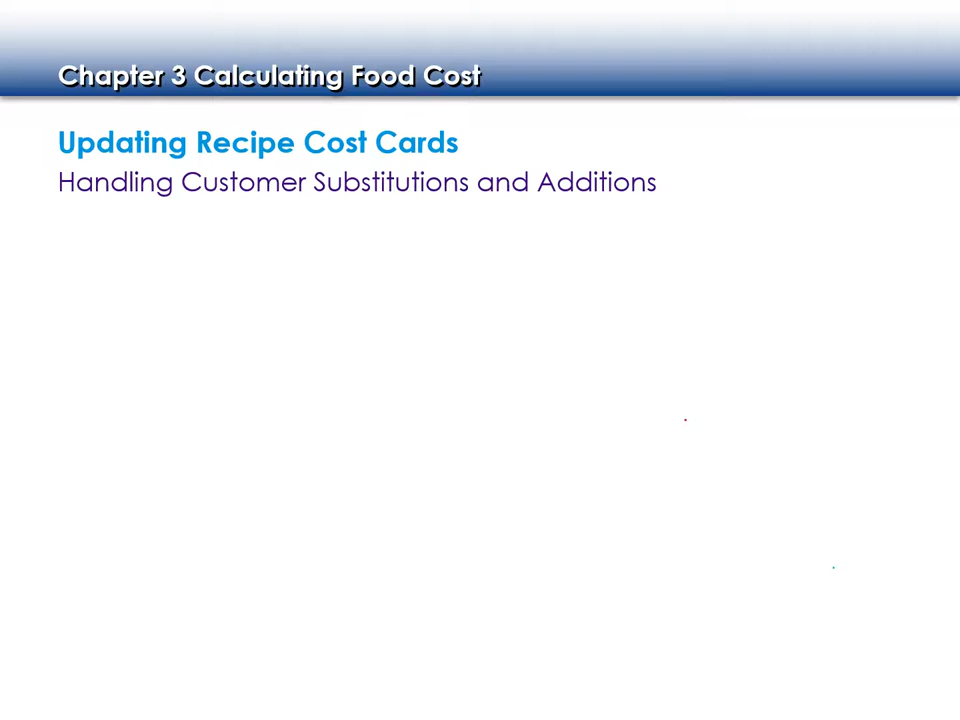 Chapter 3 Calculating Food Cost
Updating Recipe Cost Cards
Handling Customer Substitutions and Additions